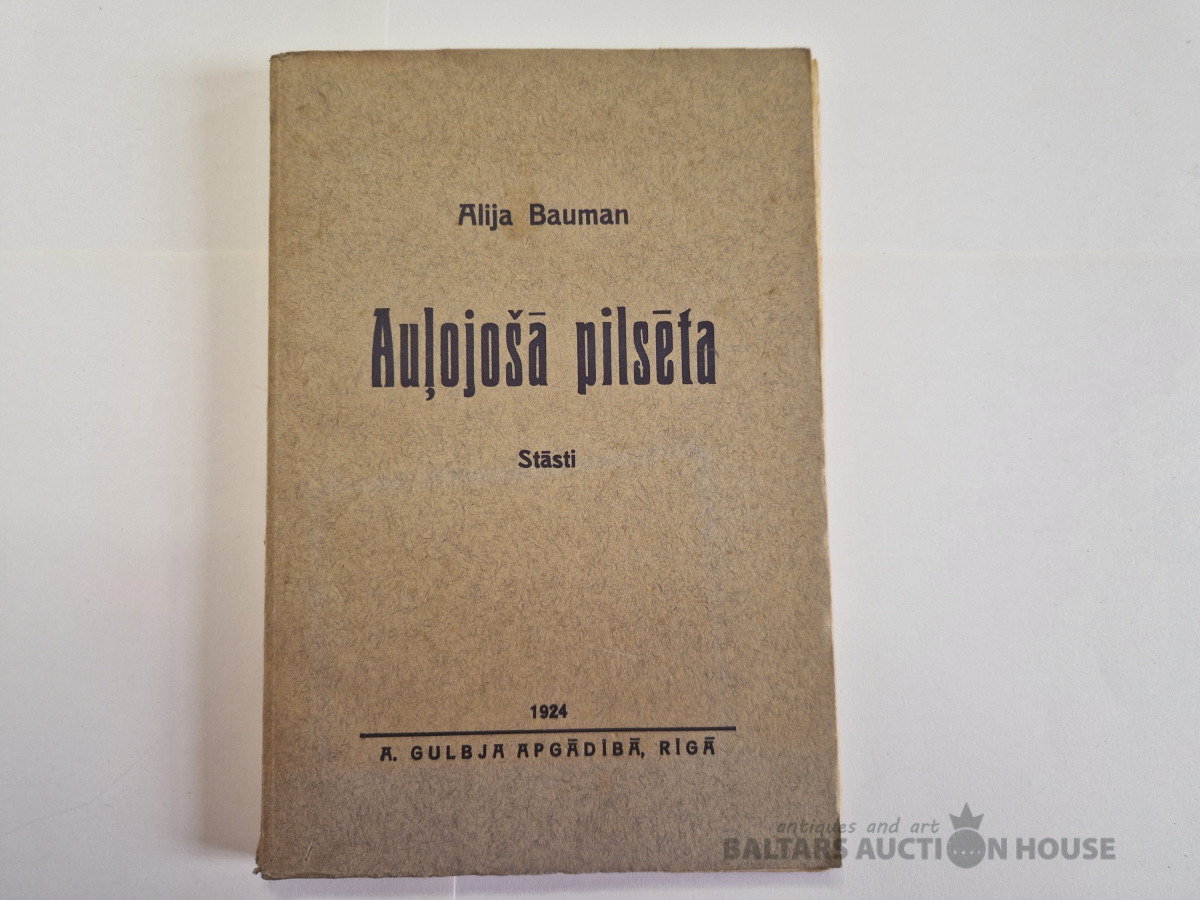 Alija Bauman
Auļojošā pilsēta
Stāsti
1924
A. GULBJA APGĀDĪBĀ, RĪGĀ
antiques and art
BALTARS AUCTION HOUSE